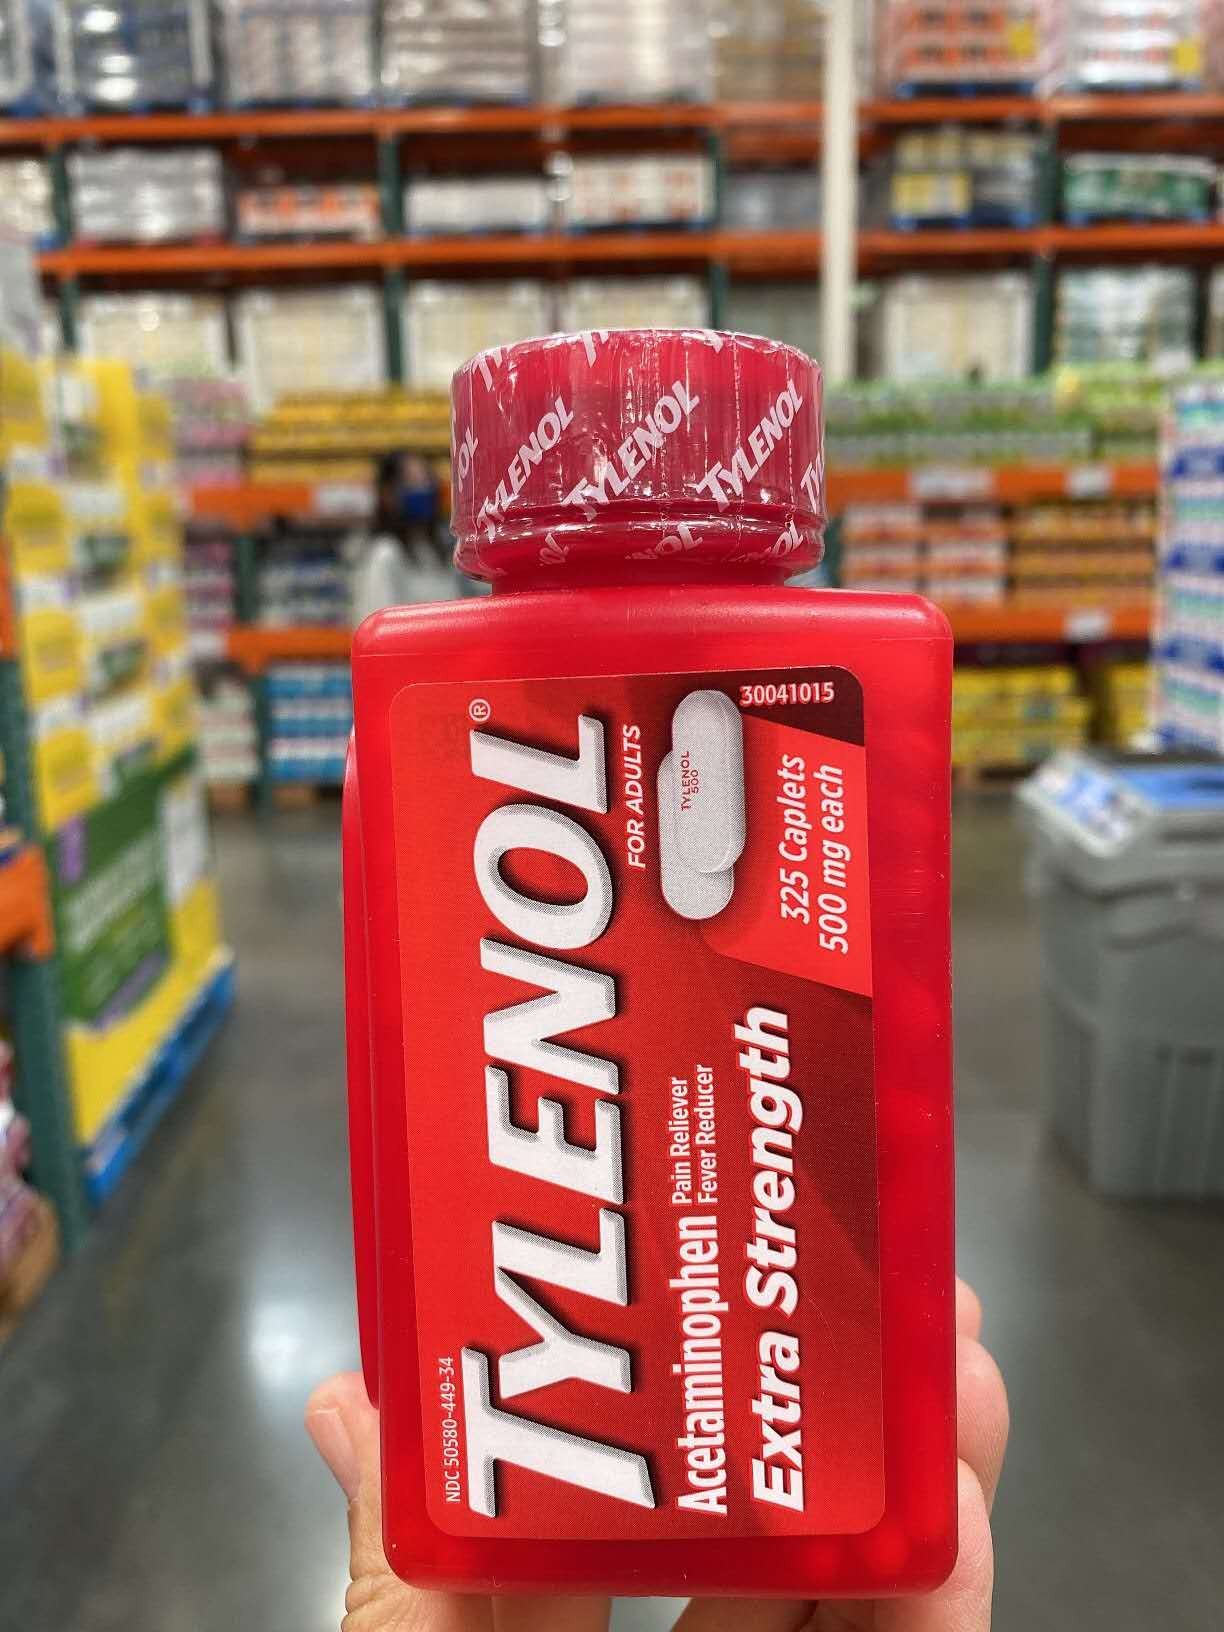 TYLENOL TYLENOL TYLENOL
NDC 50580-449-34
TYLENOL®
FOR ADULTS
Acetaminophen
Pain Reliever
Fever Reducer
Extra Strength
TYLENOL
500
30041015
325 Caplets
500 mg each